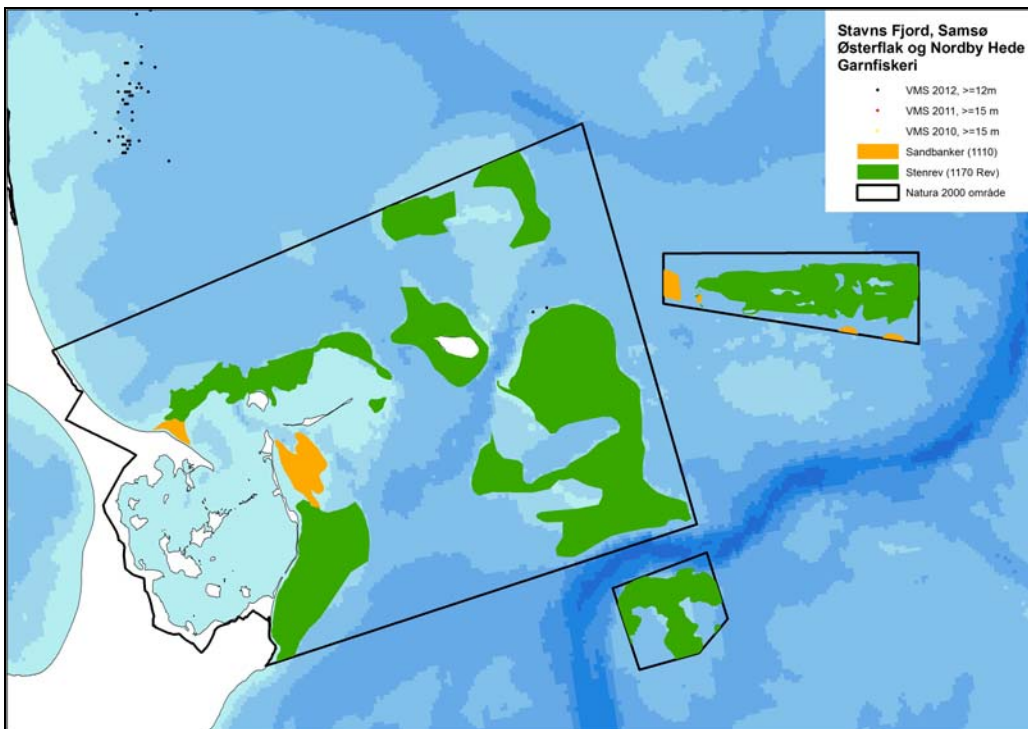 Stavns Fjord, Samsø
Østerflak og Nordby Hede
Garnfiskeri
VMS 2012, >=12m
VMS 2011, >=15 m
VMS 2010, >=15 m
Sandbanker (1110)
Stenrev (1170 Rev)
Natura 2000 område